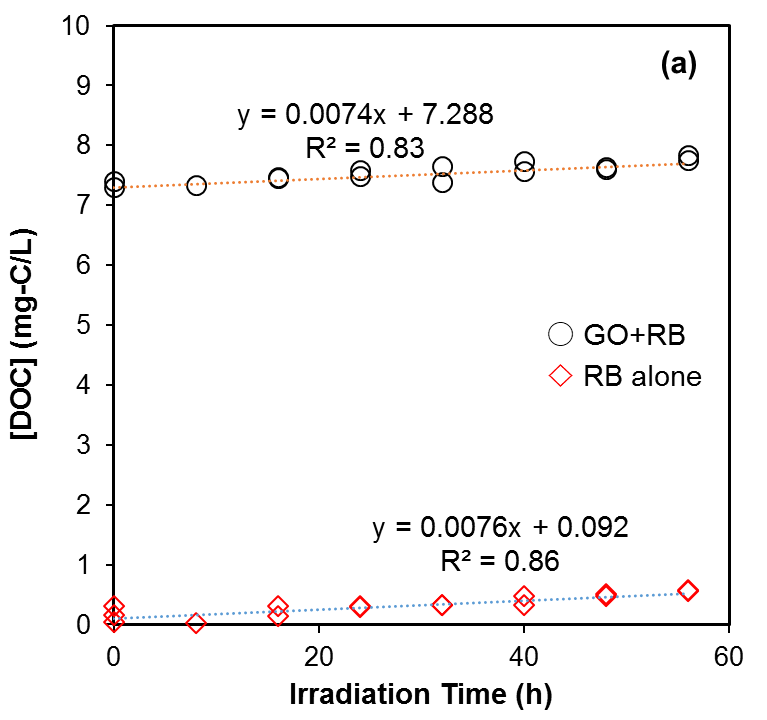 (a)
y = 0.0074x + 7.288
R² = 0.83
10
9
8
7
6
5
4
3
2
1
0
[DOC] (mg-C/L)
GO+RB
RB alone
y = 0.0076x + 0.092
R² = 0.86
0 20 40 60
Irradiation Time (h)